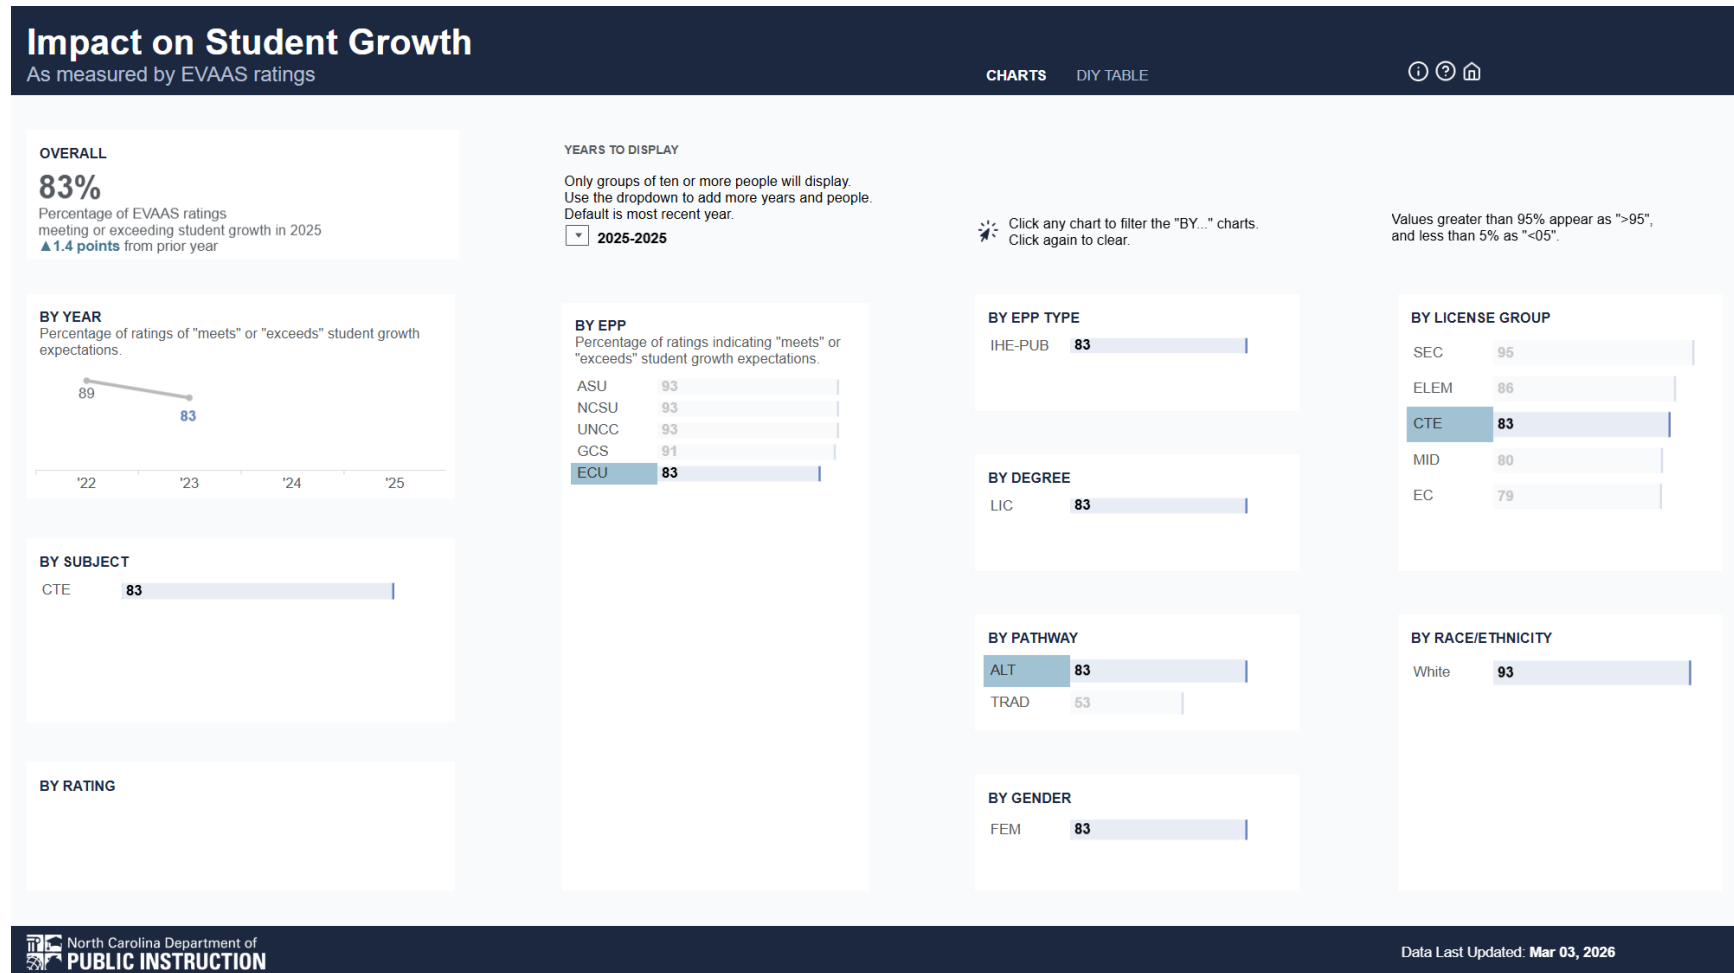 Impact on Student Growth
As measured by EVAAS ratings
CHARTS
DIY TABLE
OVERALL
83%
Percentage of EVAAS ratings
meeting or exceeding student growth in 2025
▲1.4 points from prior year
YEARS TO DISPLAY
Only groups of ten or more people will display.
Use the dropdown to add more years and people.
Default is most recent year.
2025-2025
Click any chart to filter the "BY..." charts.
Click again to clear.
Values greater than 95% appear as ">95",
and less than 5% as "<05".
BY YEAR
Percentage of ratings of "meets" or "exceeds" student growth
expectations.
89
83
'22 '23 '24 '25
BY SUBJECT
CTE 83
BY RATING
BY EPP
Percentage of ratings indicating "meets" or
"exceeds" student growth expectations.
ASU 93
NCSU 93
UNCC 93
GCS 91
ECU 83
BY EPP TYPE
IHE-PUB 83
BY DEGREE
LIC 83
BY PATHWAY
ALT 83
TRAD 53
BY GENDER
FEM 83
BY LICENSE GROUP
SEC 95
ELEM 86
CTE 83
MID 80
EC 79
BY RACE/ETHNICITY
White 93
North Carolina Department of
PUBLIC INSTRUCTION
Data Last Updated: Mar 03, 2026